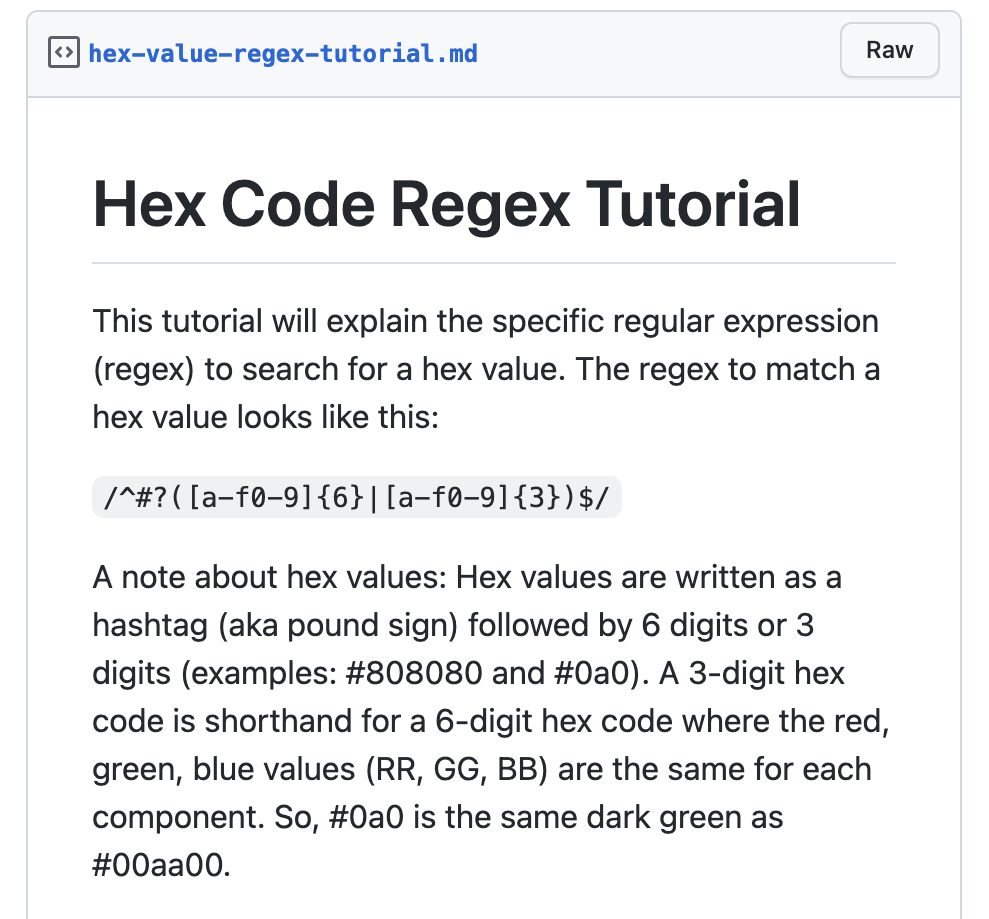 hex-value-regex-tutorial.md
Raw
Hex Code Regex Tutorial
This tutorial will explain the specific regular expression
(regex) to search for a hex value. The regex to match a
hex value looks like this:
/^#?([a-f0-9]{6}|[a-f0-9]{3})$/
A note about hex values: Hex values are written as a
hashtag (aka pound sign) followed by 6 digits or 3
digits (examples: #808080 and #0a0). A 3-digit hex
code is shorthand for a 6-digit hex code where the red,
green, blue values (RR, GG, BB) are the same for each
component. So, #0a0 is the same dark green as
#00aa00.